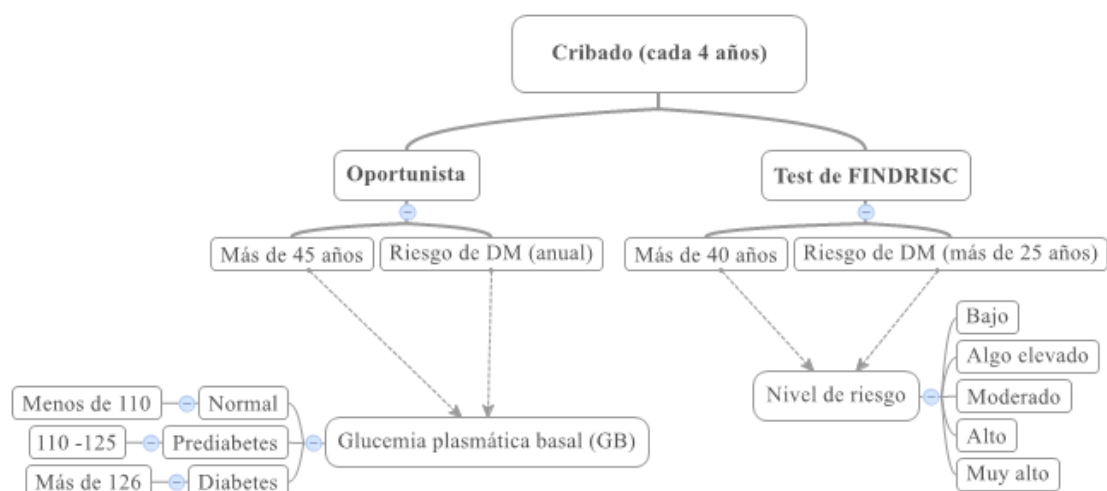 Cribado (cada 4 años)
Oportunista
Test de FINDRISC
Más de 45 años
Riesgo de DM (anual)
Más de 40 años
Riesgo de DM (más de 25 años)
Bajo
Algo elevado
Nivel de riesgo
Moderado
Alto
Muy alto
Menos de 110
Normal
110 -125
Prediabetes
Glucemia plasmática basal (GB)
Más de 126
Diabetes